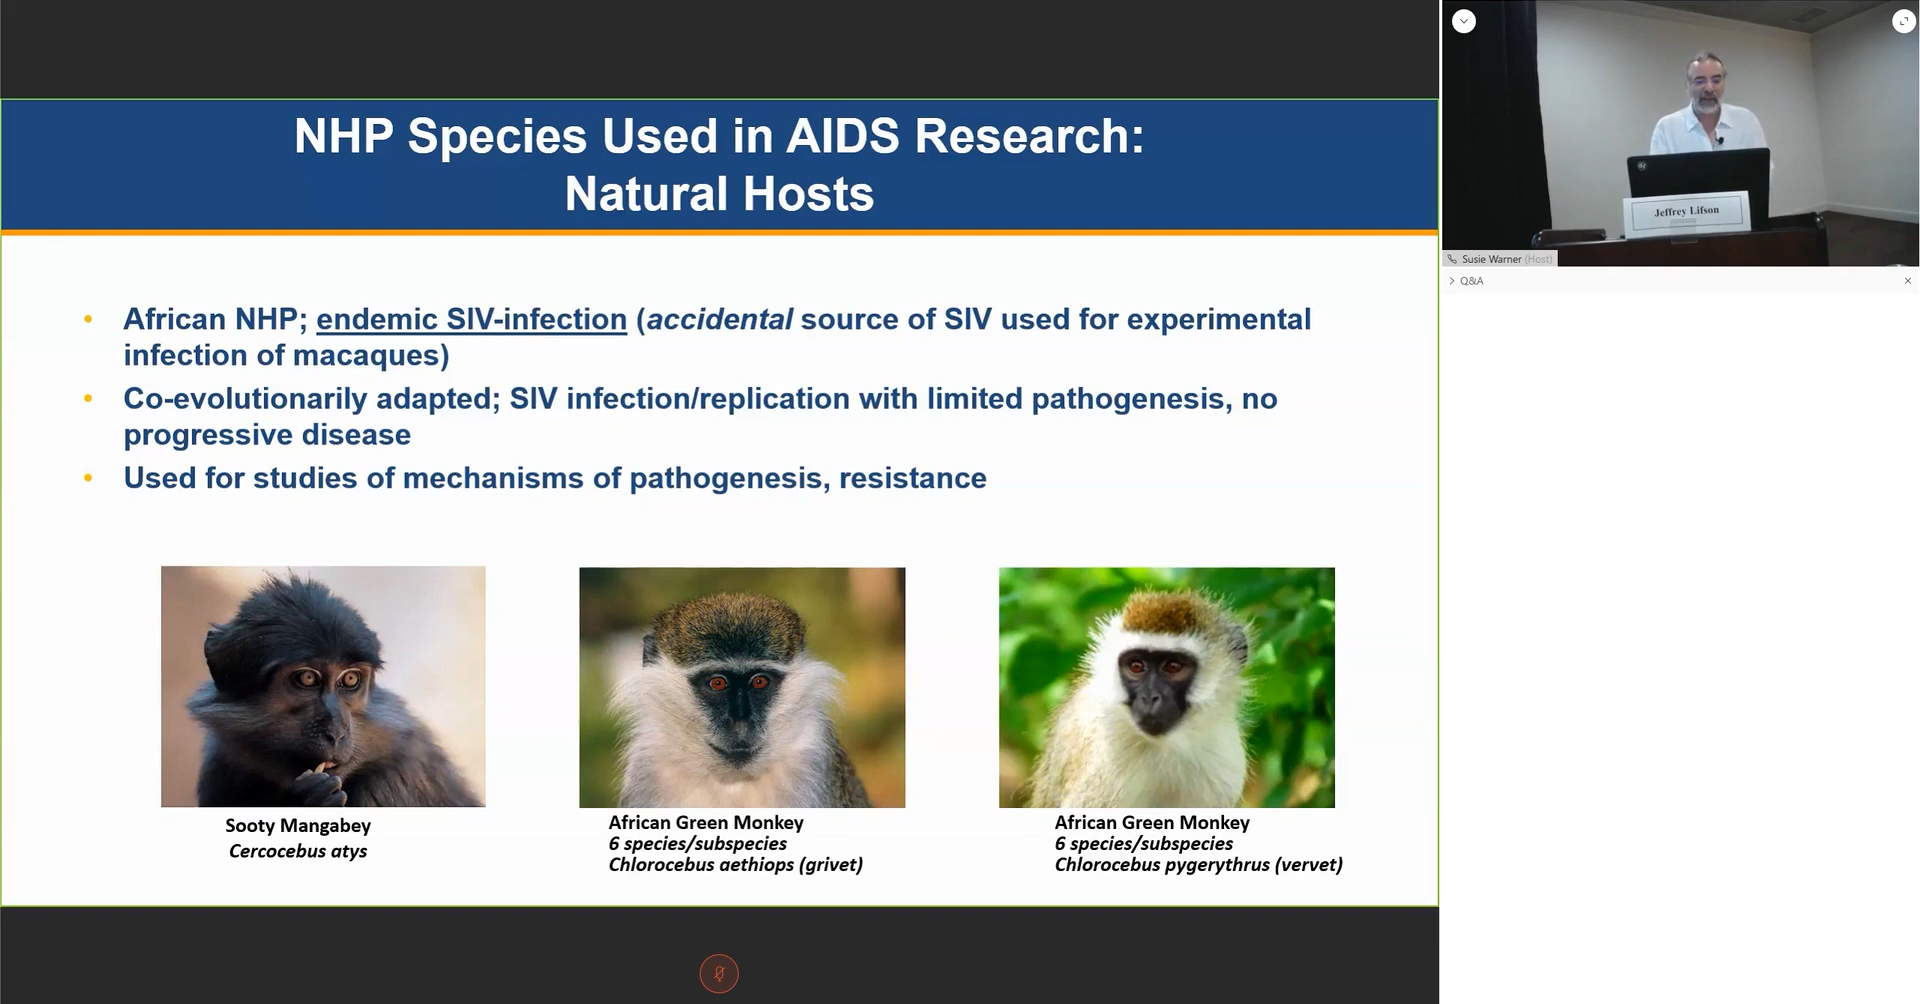 NHP Species Used in AIDS Research:
Natural Hosts
• African NHP; endemic SIV-infection (accidental source of SIV used for experimental
infection of macaques)
• Co-evolutionarily adapted; SIV infection/replication with limited pathogenesis, no
progressive disease
• Used for studies of mechanisms of pathogenesis, resistance
Sooty Mangabey
Cercocebus atys
African Green Monkey
6 species/subspecies
Chlorocebus aethiops (grivet)
African Green Monkey
6 species/subspecies
Chlorocebus pygerythrus (vervet)
Jeffrey Lifson
Susie Warner (Host)
Q&A